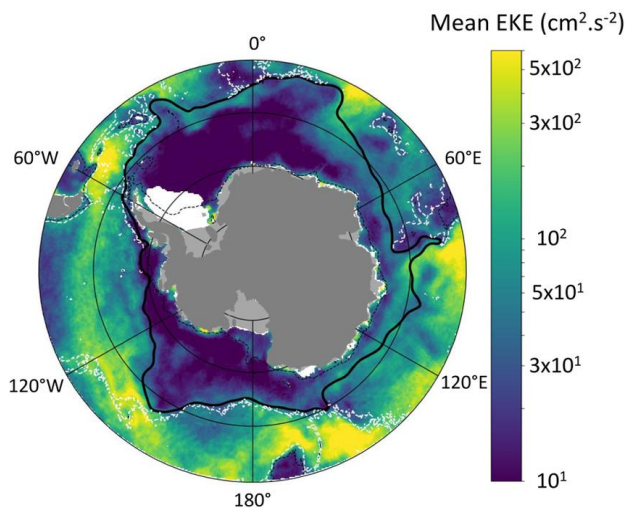 Mean EKE (cm².s⁻²)
0°
60°W
60°E
120°W
120°E
180°
5x10²
3x10²
10²
5x10¹
3x10¹
10¹